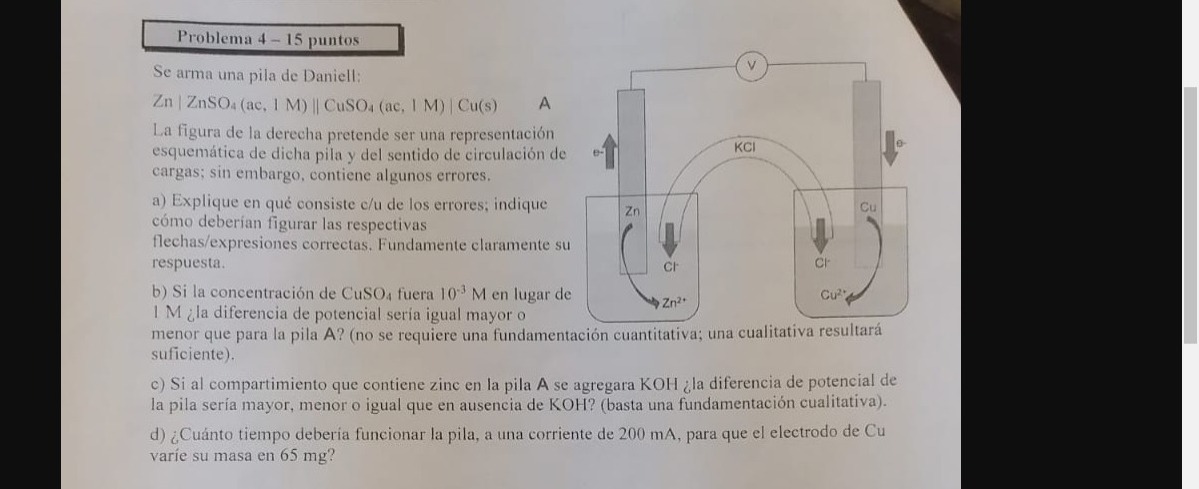 Problema 4 – 15 puntos
Se arma una pila de Daniell:
Zn | ZnSO₄ (ac, 1 M) || CuSO₄ (ac, 1 M) | Cu(s) A
La figura de la derecha pretende ser una representación
esquemática de dicha pila y del sentido de circulación de
cargas; sin embargo, contiene algunos errores.
a) Explique en qué consiste c/u de los errores; indique
cómo deberían figurar las respectivas
flechas/expresiones correctas. Fundamente claramente su
respuesta.
b) Si la concentración de CuSO₄ fuera 10⁻³ M en lugar de
1 M ¿la diferencia de potencial sería igual mayor o
menor que para la pila A? (no se requiere una fundamentación cuantitativa; una cualitativa resultará
suficiente).
c) Si al compartimiento que contiene zinc en la pila A se agregara KOH ¿la diferencia de potencial de
la pila sería mayor, menor o igual que en ausencia de KOH? (basta una fundamentación cualitativa).
d) ¿Cuánto tiempo debería funcionar la pila, a una corriente de 200 mA, para que el electrodo de Cu
varíe su masa en 65 mg?
V
e-
KCl
e-
Zn
Cu
Cl-
Cl-
Zn²⁺
Cu²⁺